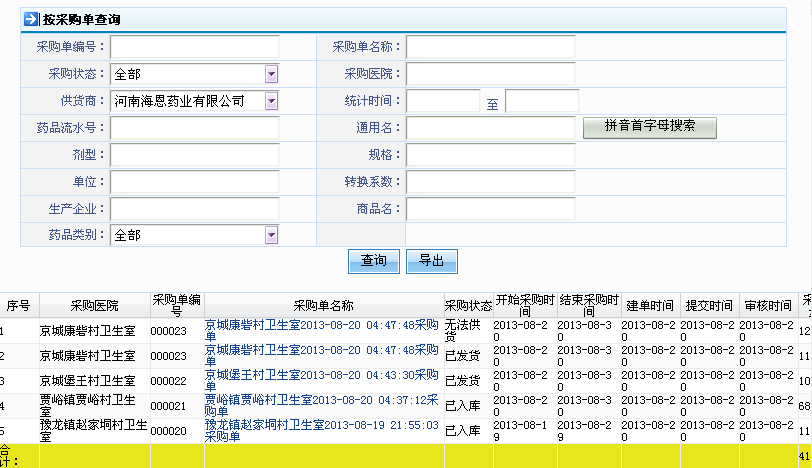 按采购单查询
采购单编号： 采购单名称：
采购状态： 全部 采购医院：
供货商： 河南海恩药业有限公司 统计时间： 至
药品流水号： 通用名： 拼音首字母搜索
剂型： 规格：
单位： 转换系数：
生产企业： 商品名：
药品类别： 全部
查询 导出
序号 采购医院 采购单编号 采购单名称 采购状态 开始采购时间 结束采购时间 建单时间 提交时间 审核时间
1 京城康砦村卫生室 000023 京城康砦村卫生室2013-08-20 04:47:48采购单 无法供货 2013-08-20 2013-08-30 2013-08-20 2013-08-20 2013-08-20 12
2 京城康砦村卫生室 000023 京城康砦村卫生室2013-08-20 04:47:48采购单 已发货 2013-08-20 2013-08-30 2013-08-20 2013-08-20 2013-08-20 11
3 京城堡王村卫生室 000022 京城堡王村卫生室2013-08-20 04:43:30采购单 已发货 2013-08-20 2013-08-30 2013-08-20 2013-08-20 2013-08-20 10
4 贾峪镇贾峪村卫生室 000021 贾峪镇贾峪村卫生室2013-08-20 04:37:12采购单 已入库 2013-08-20 2013-08-30 2013-08-20 2013-08-20 2013-08-20 68
5 豫龙镇赵家垌村卫生室 000020 豫龙镇赵家垌村卫生室2013-08-19 21:55:03采购单 已入库 2013-08-19 2013-08-29 2013-08-20 2013-08-20 2013-08-20 11
合计： 41